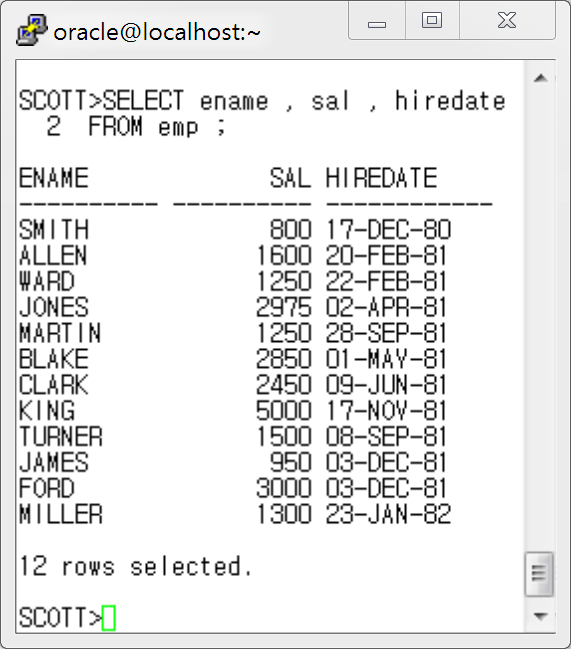 oracle@localhost:~
SCOTT>SELECT ename , sal , hiredate
  2  FROM emp ;
ENAME             SAL HIREDATE
---------- ---------- ------------
SMITH             800 17-DEC-80
ALLEN            1600 20-FEB-81
WARD             1250 22-FEB-81
JONES            2975 02-APR-81
MARTIN           1250 28-SEP-81
BLAKE            2850 01-MAY-81
CLARK            2450 09-JUN-81
KING             5000 17-NOV-81
TURNER           1500 08-SEP-81
JAMES             950 03-DEC-81
FORD             3000 03-DEC-81
MILLER           1300 23-JAN-82
12 rows selected.
SCOTT>